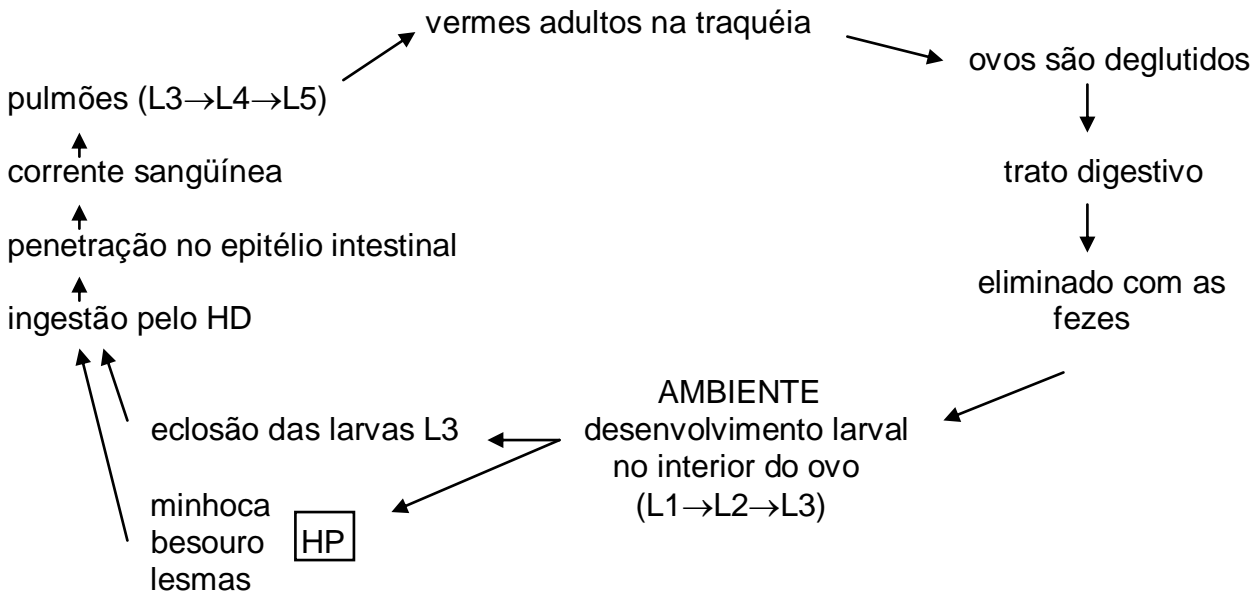 vermes adultos na traquéia
ovos são deglutidos
pulmões (L3→L4→L5)
corrente sangüínea
trato digestivo
penetração no epitélio intestinal
eliminado com as
fezes
ingestão pelo HD
AMBIENTE
eclosão das larvas L3
desenvolvimento larval
no interior do ovo
(L1→L2→L3)
minhoca
besouro
HP
lesmas